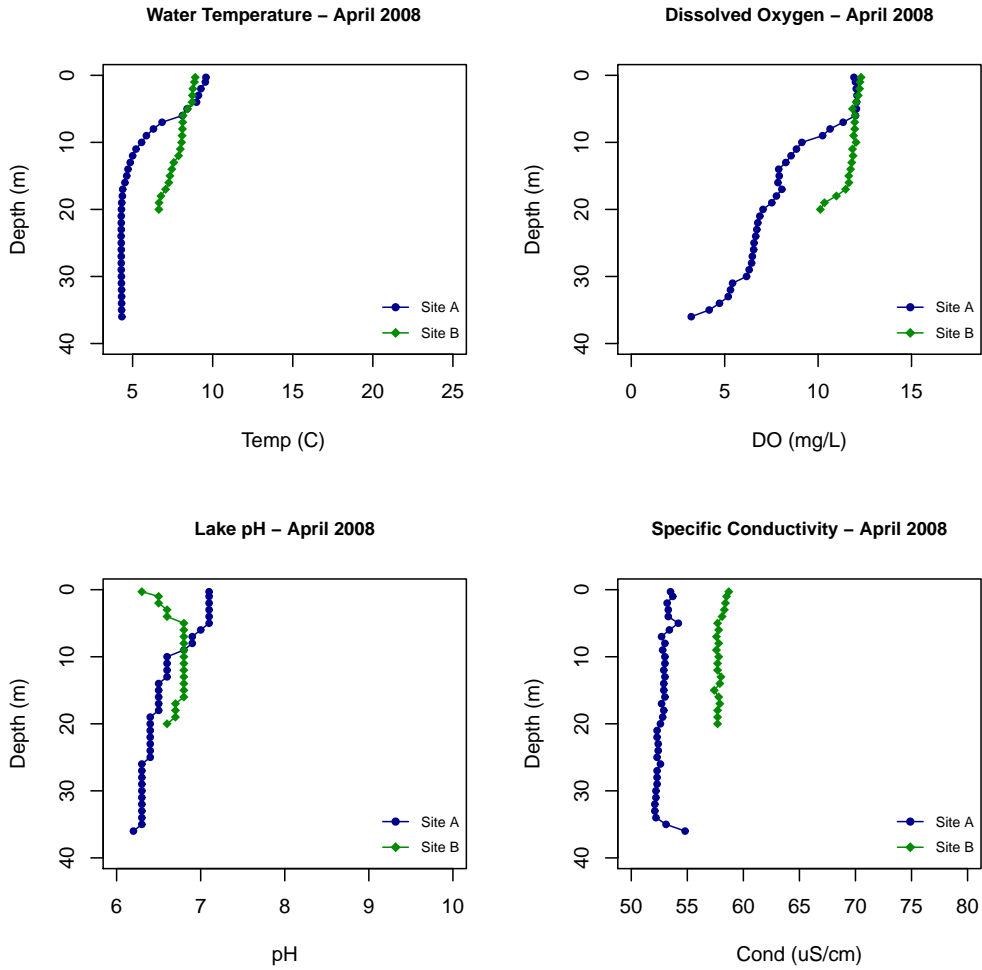 Water Temperature – April 2008
0
10
20
30
40
Depth (m)
5
10
15
20
25
Temp (C)
Site A
Site B
Dissolved Oxygen – April 2008
0
10
20
30
40
Depth (m)
0
5
10
15
DO (mg/L)
Site A
Site B
Lake pH – April 2008
0
10
20
30
40
Depth (m)
6
7
8
9
10
pH
Site A
Site B
Specific Conductivity – April 2008
0
10
20
30
40
Depth (m)
50
55
60
65
70
75
80
Cond (uS/cm)
Site A
Site B